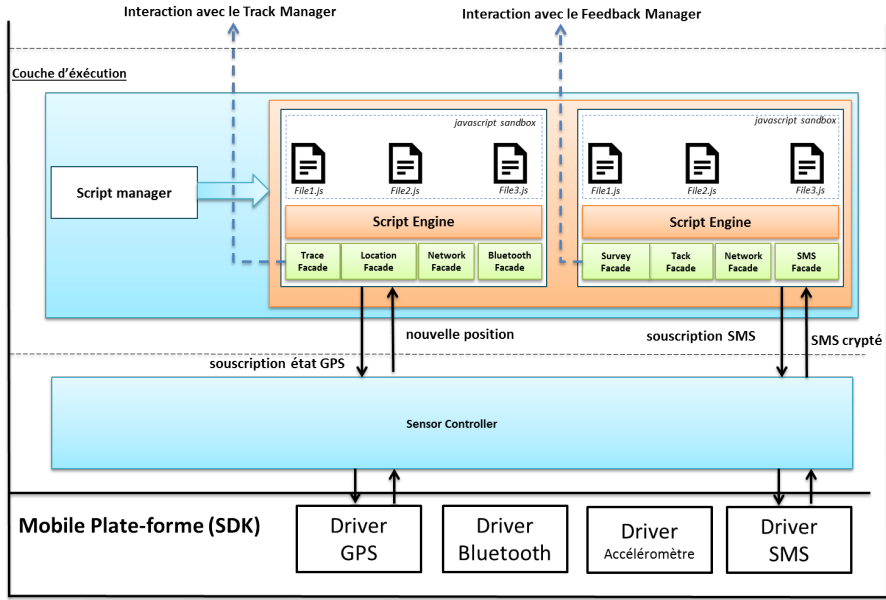 Interaction avec le Track Manager
Interaction avec le Feedback Manager
Couche d'éxécution
javascript sandbox
javascript sandbox
File1.js
File2.js
File3.js
File1.js
File2.js
File3.js
Script manager
Script Engine
Script Engine
Trace
Facade
Location
Facade
Network
Facade
Bluetooth
Facade
Survey
Facade
Tack
Facade
Network
Facade
SMS
Facade
nouvelle position
souscription SMS
SMS crypté
souscription état GPS
Sensor Controller
Mobile Plate-forme (SDK)
Driver
GPS
Driver
Bluetooth
Driver
Accéléromètre
Driver
SMS